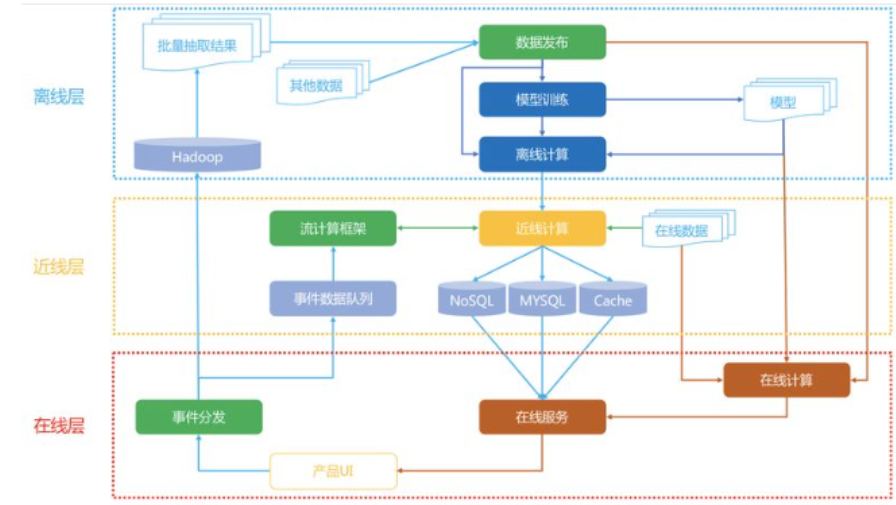 批量抽取结果
数据发布
其他数据
模型训练
模型
离线层
Hadoop
离线计算
流计算框架
近线计算
在线数据
近线层
事件数据队列
NoSQL
MYSQL
Cache
在线计算
事件分发
在线服务
在线层
产品UI